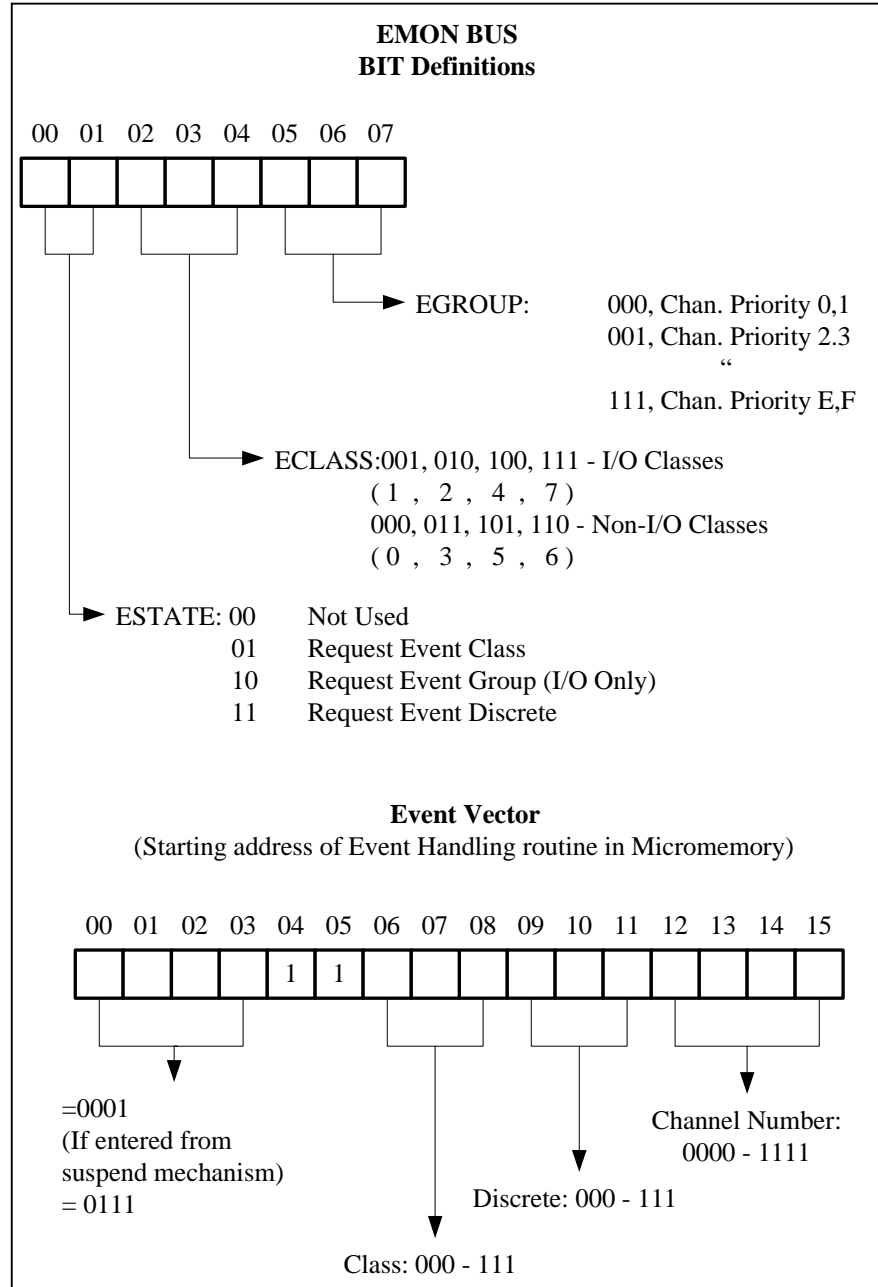 EMON BUS
BIT Definitions
00 01 02 03 04 05 06 07
EGROUP: 000, Chan. Priority 0,1
001, Chan. Priority 2.3
“
111, Chan. Priority E,F
ECLASS:001, 010, 100, 111 - I/O Classes
( 1 , 2 , 4 , 7 )
000, 011, 101, 110 - Non-I/O Classes
( 0 , 3 , 5 , 6 )
ESTATE: 00 Not Used
01 Request Event Class
10 Request Event Group (I/O Only)
11 Request Event Discrete
Event Vector
(Starting address of Event Handling routine in Micromemory)
00 01 02 03 04 05 06 07 08 09 10 11 12 13 14 15
1 1
=0001
(If entered from
suspend mechanism)
= 0111
Channel Number:
0000 - 1111
Discrete: 000 - 111
Class: 000 - 111